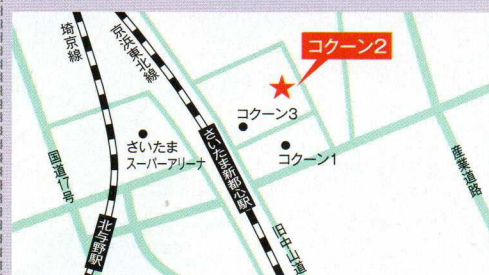 埼京線
京浜東北線
コクーン2
コクーン3
さいたま
スーパーアリーナ
コクーン1
国道17号
さいたま新都心駅
産業道路
北与野駅
旧中山道